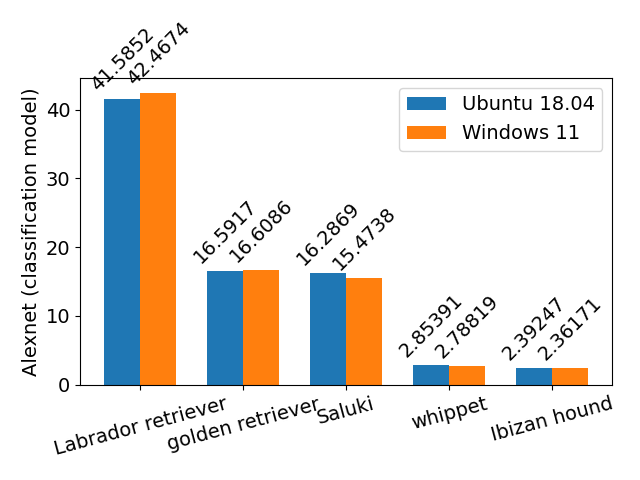 41.5852
42.4674
16.5917
16.6086
16.2869
15.4738
2.85391
2.78819
2.39247
2.36171
Ubuntu 18.04
Windows 11
Alexnet (classification model)
40
30
20
10
0
Labrador retriever
golden retriever
Saluki
whippet
Ibizan hound